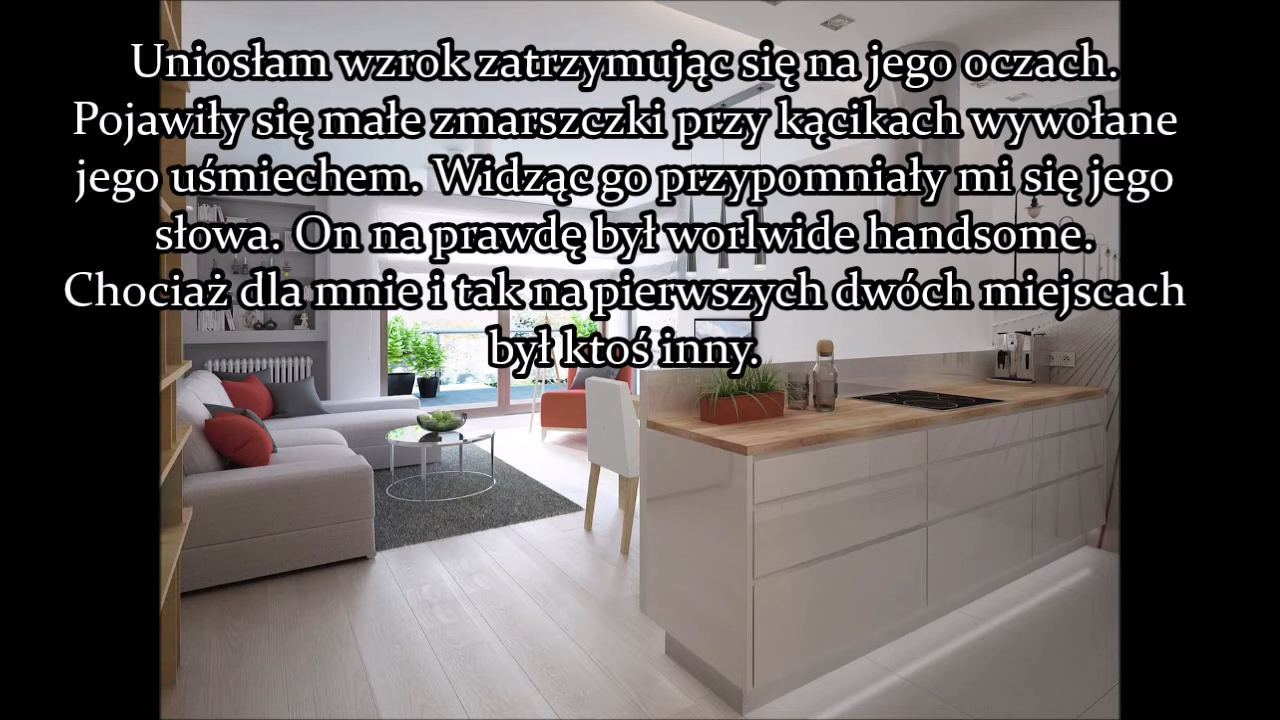 Uniosłam wzrok zatrzymując się na jego oczach.
Pojawiły się małe zmarszczki przy kącikach wywołane
jego uśmiechem. Widząc go przypomniały mi się jego
słowa. On na prawdę był worlwide handsome.
Chociaż dla mnie i tak na pierwszych dwóch miejscach
był ktoś inny.